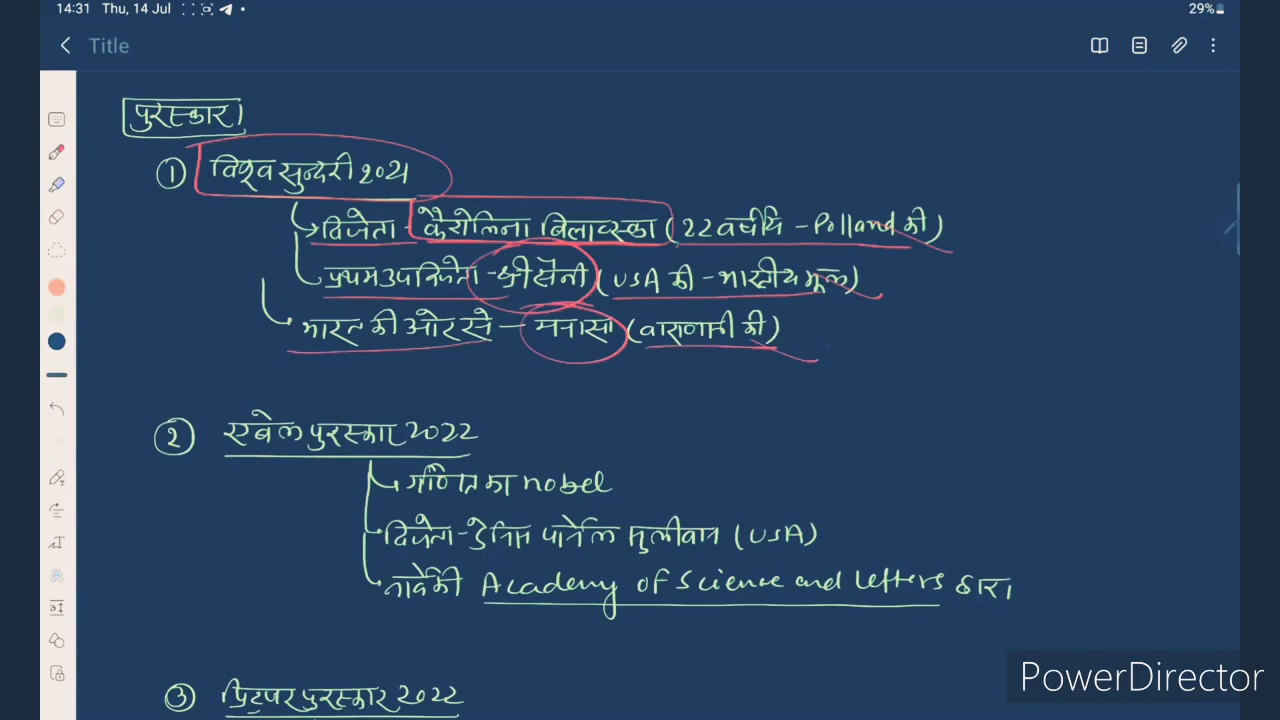 14:31 Thu, 14 Jul
29%
Title
पुरस्कार
① विश्व सुन्दरी 2021
विजेता - कैरोलिना बिलावस्का (22 वर्षीय - Polland की)
प्रथम उपविजेता - श्री सैनी (USA की - भारतीय मूल)
भारत की ओर से - मनासा (वाराणसी की)
② एबेल पुरस्कार 2022
गणित का nobel
विजेता - डेनिस पार्नेल सुलीवान (USA)
नार्वे की Academy of Science and Letters द्वारा
③ प्रित्जर पुरस्कार 2022
PowerDirector